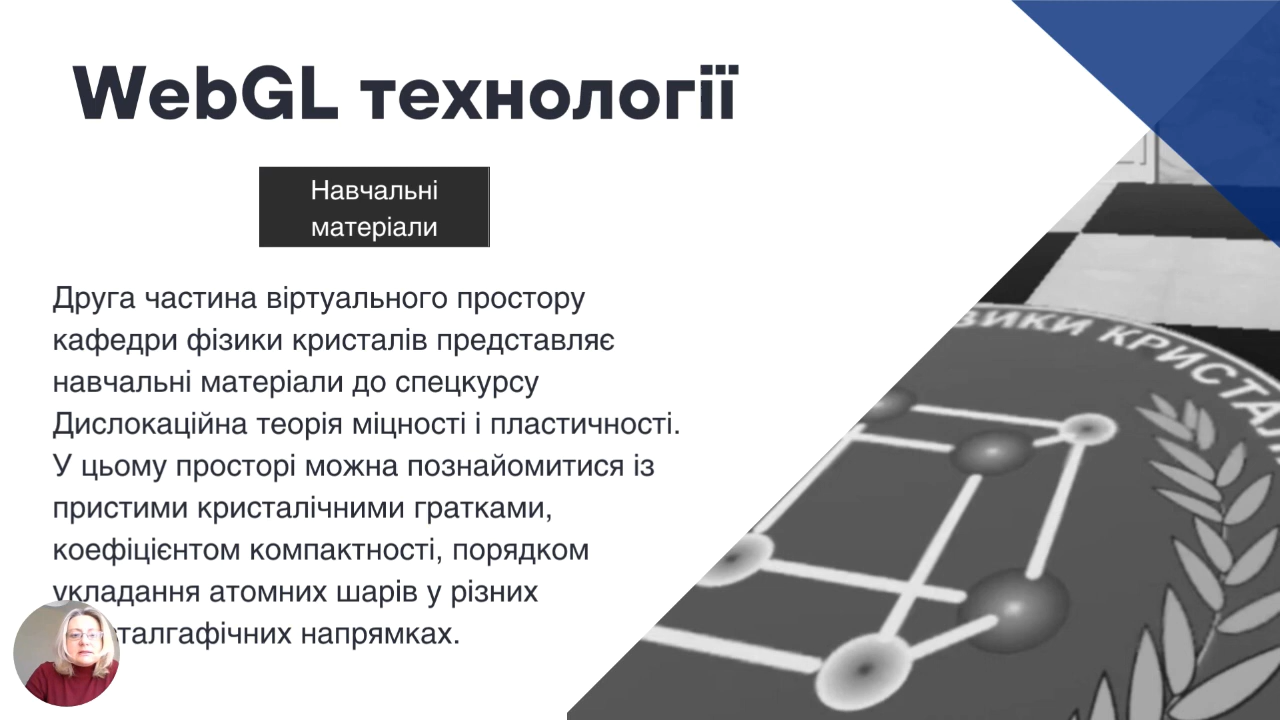 WebGL технології
Навчальні
матеріали
Друга частина віртуального простору
кафедри фізики кристалів представляє
навчальні матеріали до спецкурсу
Дислокаційна теорія міцності і пластичності.
У цьому просторі можна познайомитися із
пристими кристалічними гратками,
коефіцієнтом компактності, порядком
укладання атомних шарів у різних
напрямках.
КРИСТАЛ